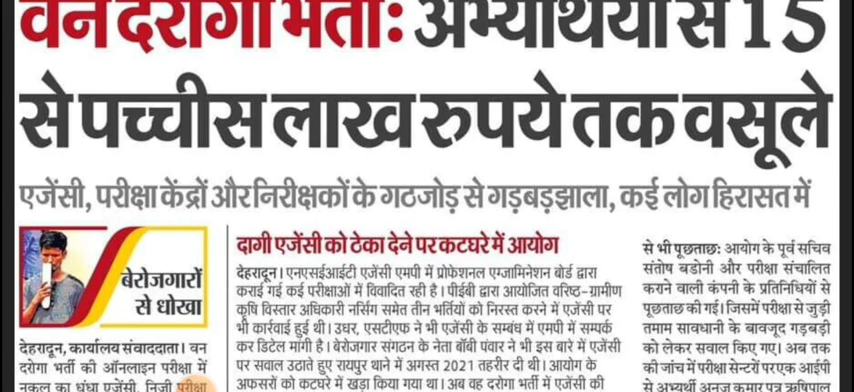 वन दरोगा भर्ती: अभ्यर्थियों से 15
से पच्चीस लाख रुपये तक वसूले
एजेंसी, परीक्षा केंद्रों और निरीक्षकों के गठजोड़ से गड़बड़झाला, कई लोग हिरासत में
बेरोजगारों
से धोखा
देहरादून, कार्यालय संवाददाता। वन
दरोगा भर्ती की ऑनलाइन परीक्षा में
नकल का धंधा एजेंसी, निजी परीक्षा
दागी एजेंसी को ठेका देने पर कटघरे में आयोग
देहरादून। एनएसईआईटी एजेंसी एमपी में प्रोफेशनल एग्जामिनेशन बोर्ड द्वारा
कराई गई कई परीक्षाओं में विवादित रही है। पीईबी द्वारा आयोजित वरिष्ठ-ग्रामीण
कृषि विस्तार अधिकारी नर्सिंग समेत तीन भर्तियों को निरस्त करने में एजेंसी पर
भी कार्रवाई हुई थी। उधर, एसटीएफ ने भी एजेंसी के सम्बंध में एमपी में सम्पर्क
कर डिटेल मांगी है। बेरोजगार संगठन के नेता बॉबी पंवार ने भी इस बारे में एजेंसी
पर सवाल उठाते हुए रायपुर थाने में अगस्त 2021 तहरीर दी थी। आयोग के
अफसरों को कटघरे में खड़ा किया गया था। अब वह दरोगा भर्ती में एजेंसी की
से भी पूछताछ: आयोग के पूर्व सचिव
संतोष बडोनी और परीक्षा संचालित
कराने वाली कंपनी के प्रतिनिधियों से
पूछताछ की गई। जिसमें परीक्षा से जुड़ी
तमाम सावधानी के बावजूद गड़बड़ी
को लेकर सवाल किए गए। अब तक
की जांच में परीक्षा सेन्टरों पर एक आईपी
से अभ्यर्थी अनुज कुमार पुत्र ऋषिपाल